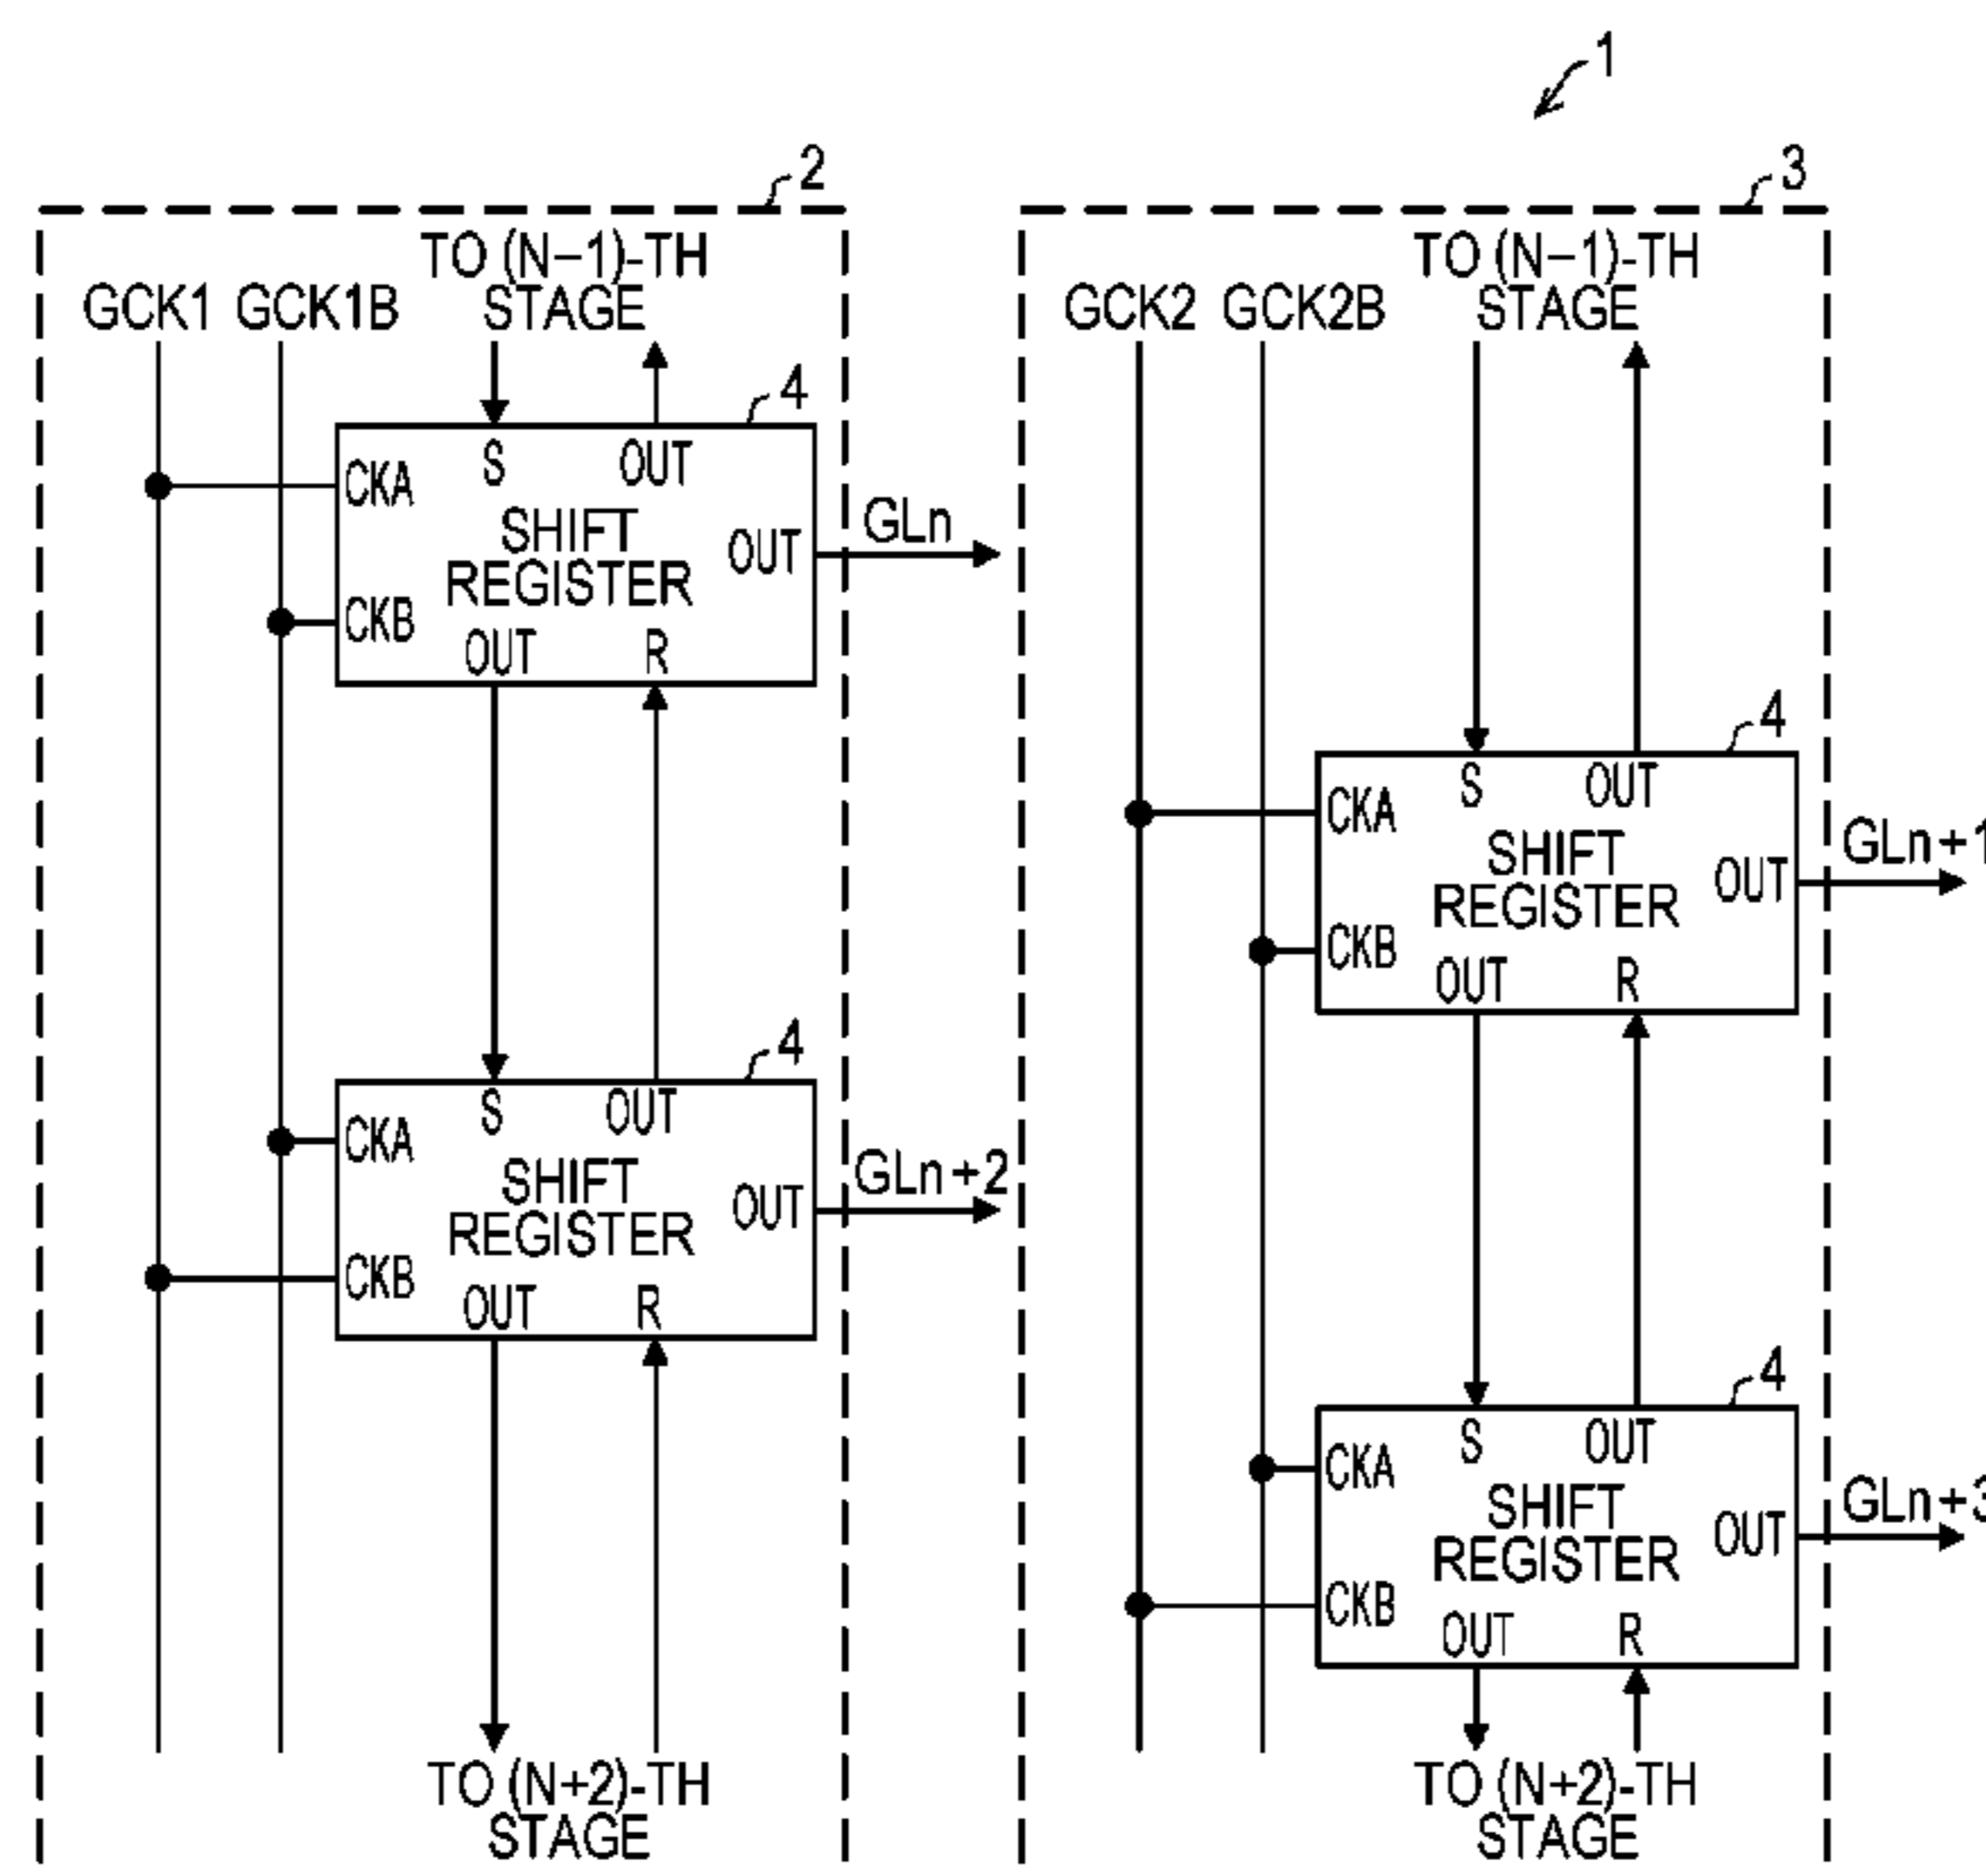 1
2
TO (N−1)-TH
STAGE
GCK1
GCK1B
4
CKA
S
OUT
SHIFT
REGISTER
OUT
CKB
OUT
R
GLn
4
CKA
S
OUT
SHIFT
REGISTER
OUT
CKB
OUT
R
GLn+2
TO (N+2)-TH
STAGE
3
TO (N−1)-TH
STAGE
GCK2
GCK2B
4
CKA
S
OUT
SHIFT
REGISTER
OUT
CKB
OUT
R
GLn+1
4
CKA
S
OUT
SHIFT
REGISTER
OUT
CKB
OUT
R
GLn+3
TO (N+2)-TH
STAGE